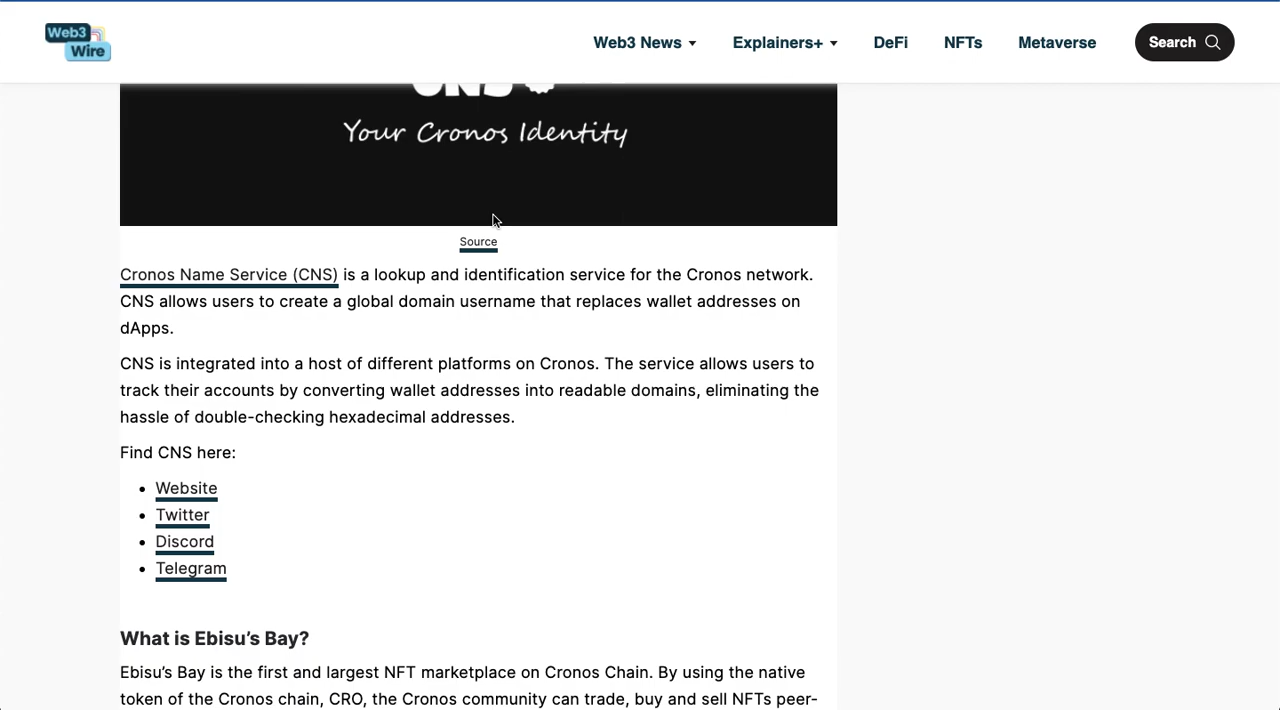 Web3
Wire
Web3 News
Explainers+
DeFi
NFTs
Metaverse
Search
CNS
Your Cronos Identity
Source
Cronos Name Service (CNS) is a lookup and identification service for the Cronos network.
CNS allows users to create a global domain username that replaces wallet addresses on
dApps.
CNS is integrated into a host of different platforms on Cronos. The service allows users to
track their accounts by converting wallet addresses into readable domains, eliminating the
hassle of double-checking hexadecimal addresses.
Find CNS here:
Website
Twitter
Discord
Telegram
What is Ebisu's Bay?
Ebisu's Bay is the first and largest NFT marketplace on Cronos Chain. By using the native
token of the Cronos chain, CRO, the Cronos community can trade, buy and sell NFTs peer-